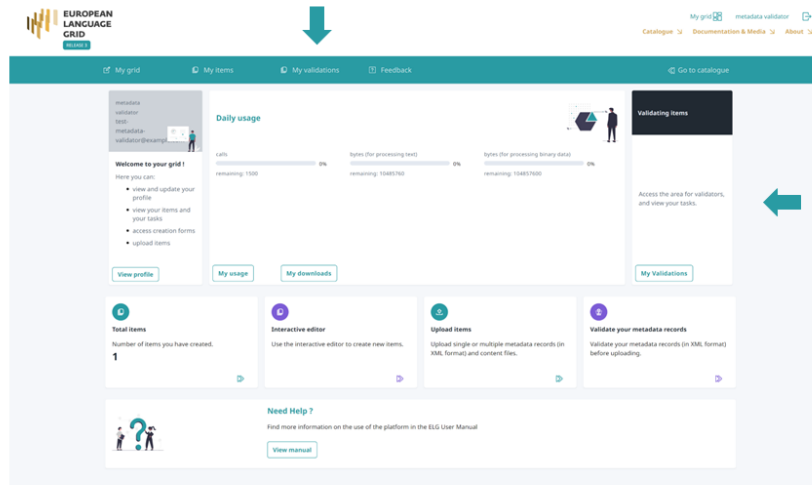 EUROPEAN
LANGUAGE
GRID
RELEASE 3
My grid metadata validator
Catalogue Documentation & Media About
My grid My items My validations Feedback Go to catalogue
metadata
validator
test-
metadata-
validator@exampl
Welcome to your grid !
Here you can:
• view and update your
profile
• view your items and
your tasks
• access creation forms
• upload items
View profile
Daily usage
calls
0%
remaining: 1500
bytes (for processing text)
0%
remaining: 10485760
bytes (for processing binary-data)
0%
remaining: 104857600
My usage My downloads
Validating items
Access the area for validators,
and view your tasks.
My Validations
Total items
Number of items you have created.
1
Interactive editor
Use the interactive editor to create new items.
Upload items
Upload single or multiple metadata records (in
XML format) and content files.
Validate your metadata records
Validate your metadata records (in XML format)
before uploading.
Need Help ?
Find more information on the use of the platform in the ELG User Manual
View manual